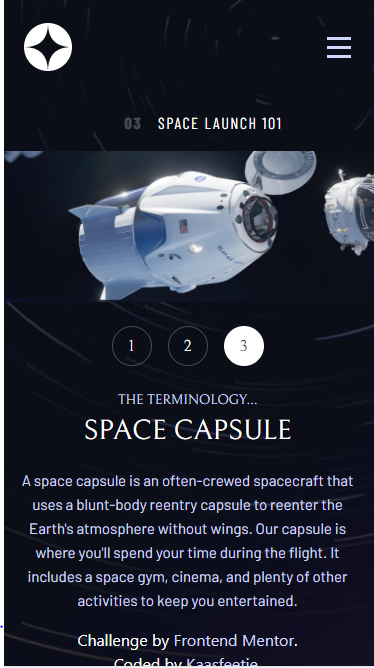 03 SPACE LAUNCH 101
1 2 3
THE TERMINOLOGY...
SPACE CAPSULE
A space capsule is an often-crewed spacecraft that
uses a blunt-body reentry capsule to reenter the
Earth's atmosphere without wings. Our capsule is
where you'll spend your time during the flight. It
includes a space gym, cinema, and plenty of other
activities to keep you entertained.
Challenge by Frontend Mentor.
Coded by Kaasfeetje